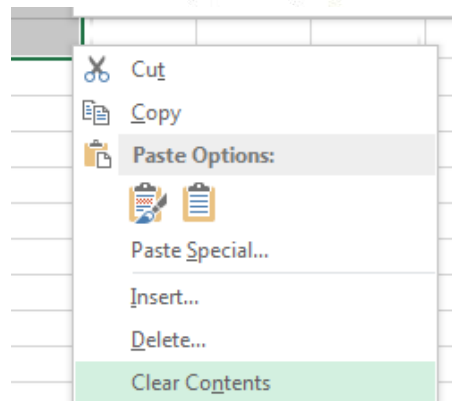 Cut
Copy
Paste Options:
Paste Special...
Insert...
Delete...
Clear Contents